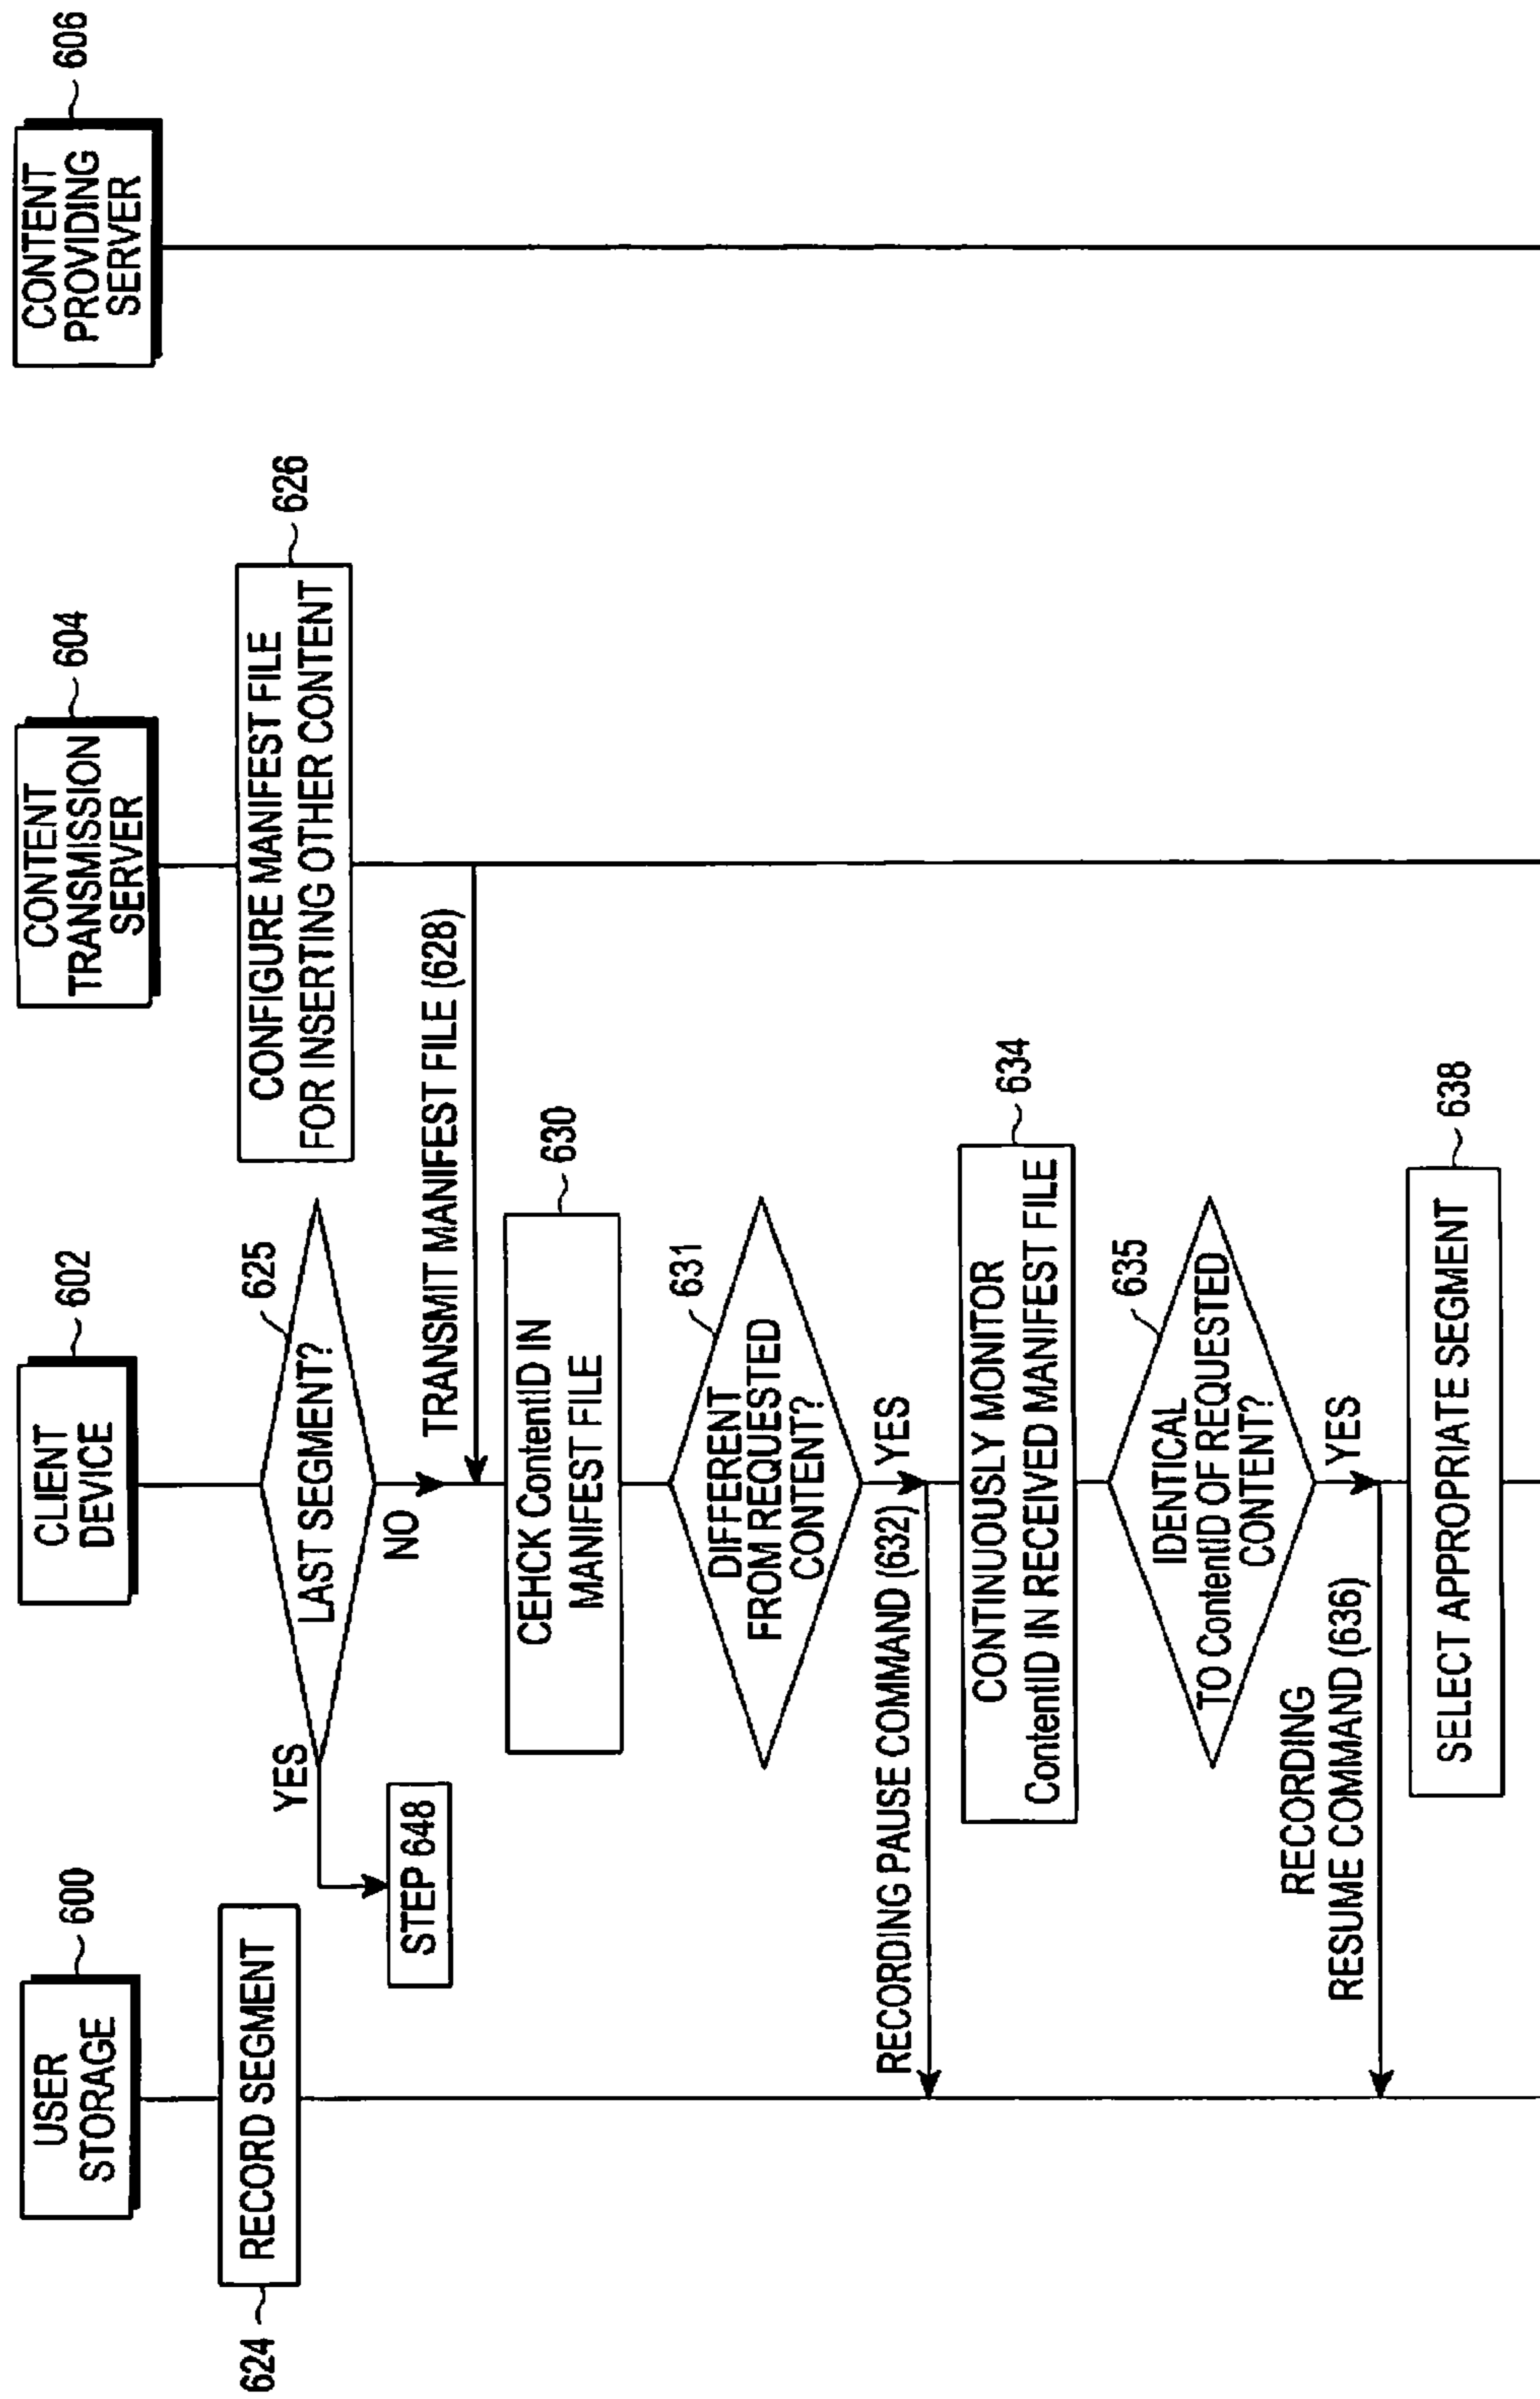 USER
STORAGE
600
CLIENT
DEVICE
602
CONTENT
TRANSMISSION
SERVER
604
CONTENT
PROVIDING
SERVER
606
624
RECORD SEGMENT
YES
LAST SEGMENT?
625
CONFIGURE MANIFEST FILE
FOR INSERTING OTHER CONTENT
626
STEP 648
NO
TRANSMIT MANIFEST FILE (628)
CEHCK ContentID IN
MANIFEST FILE
630
DIFFERENT
FROM REQUESTED
CONTENT?
631
RECORDING PAUSE COMMAND (632)
YES
CONTINUOUSLY MONITOR
ContentID IN RECEIVED MANIFEST FILE
634
IDENTICAL
TO ContentID OF REQUESTED
CONTENT?
635
RECORDING
RESUME COMMAND (636)
YES
SELECT APPROPRIATE SEGMENT
638